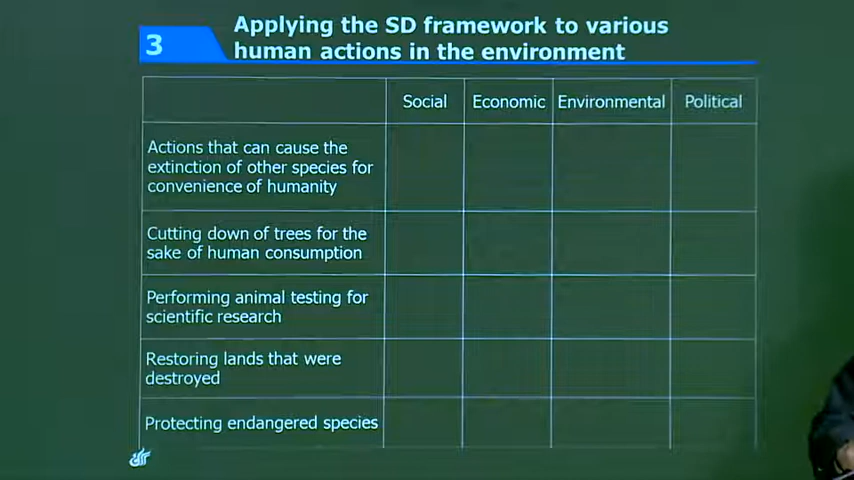 3
Applying the SD framework to various
human actions in the environment
Social Economic Environmental Political
Actions that can cause the
extinction of other species for
convenience of humanity
Cutting down of trees for the
sake of human consumption
Performing animal testing for
scientific research
Restoring lands that were
destroyed
Protecting endangered species